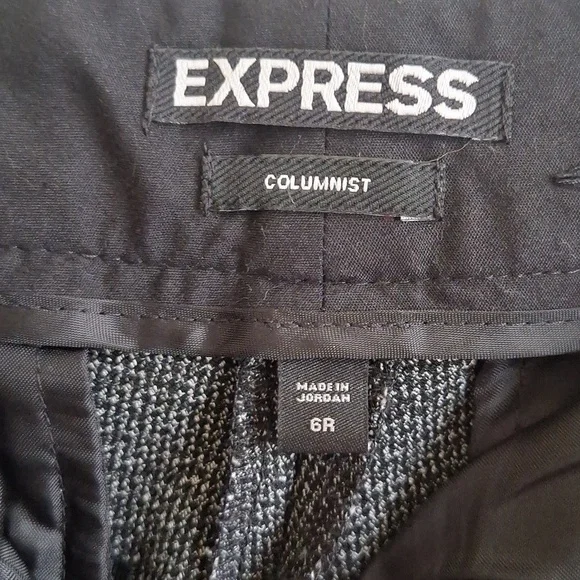 EXPRESS
COLUMNIST
MADE IN
JORDAN
6R